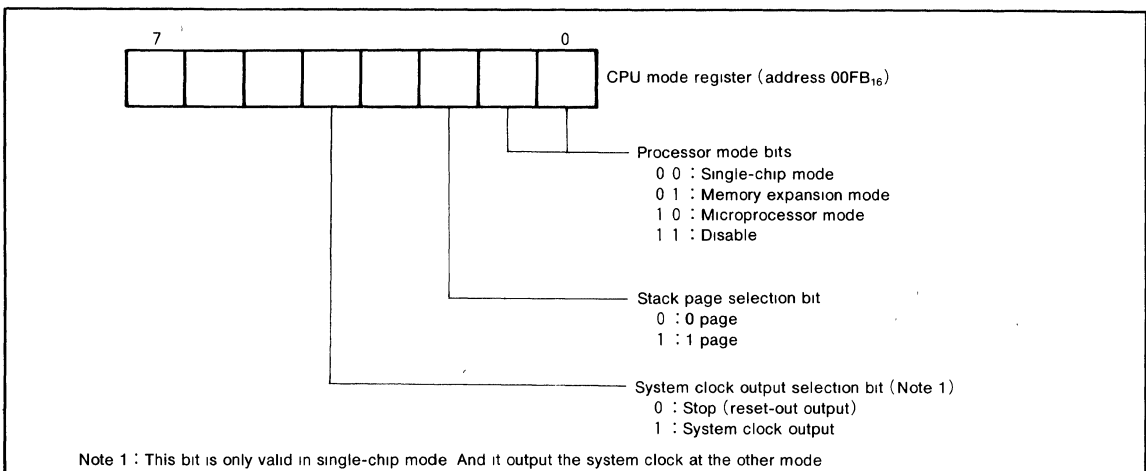 7 0
CPU mode register (address 00FB₁₆)
Processor mode bits
0 0 : Single-chip mode
0 1 : Memory expansion mode
1 0 : Microprocessor mode
1 1 : Disable
Stack page selection bit
0 : 0 page
1 : 1 page
System clock output selection bit (Note 1)
0 : Stop (reset-out output)
1 : System clock output
Note 1 : This bit is only valid in single-chip mode And it output the system clock at the other mode